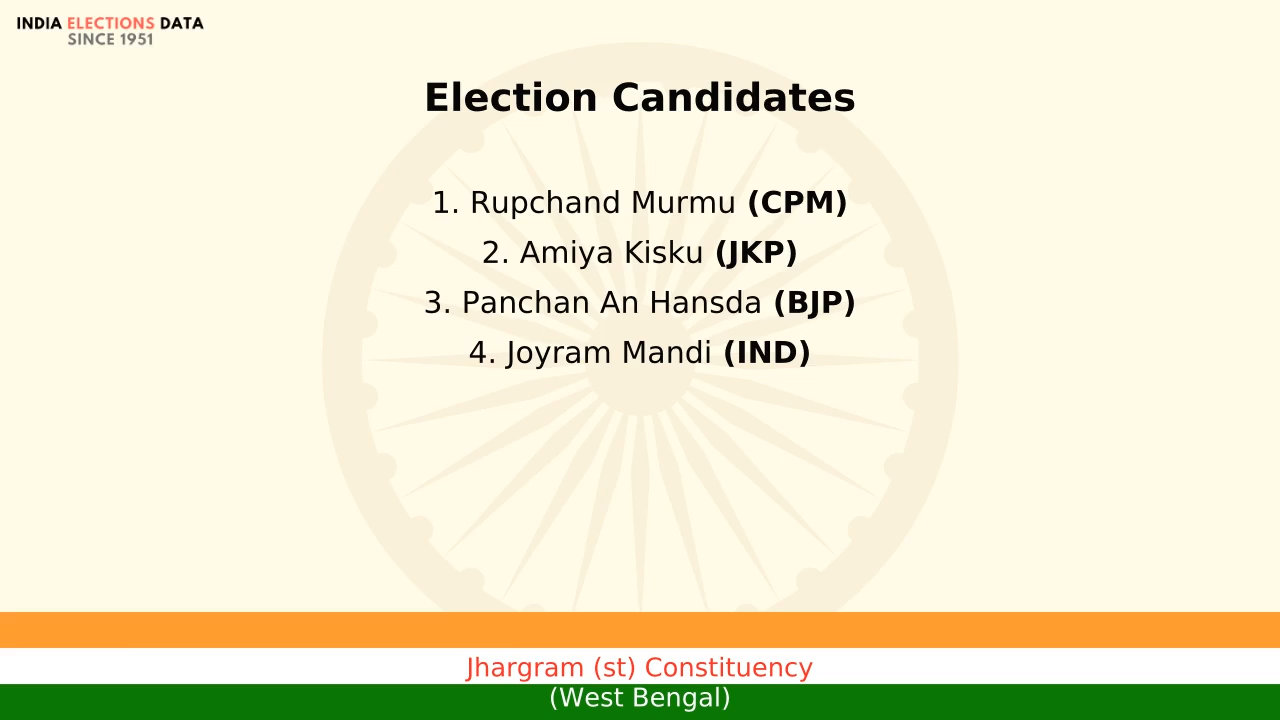 INDIA ELECTIONS DATA
SINCE 1951
Election Candidates
1. Rupchand Murmu (CPM)
2. Amiya Kisku (JKP)
3. Panchan An Hansda (BJP)
4. Joyram Mandi (IND)
Jhargram (st) Constituency
(West Bengal)